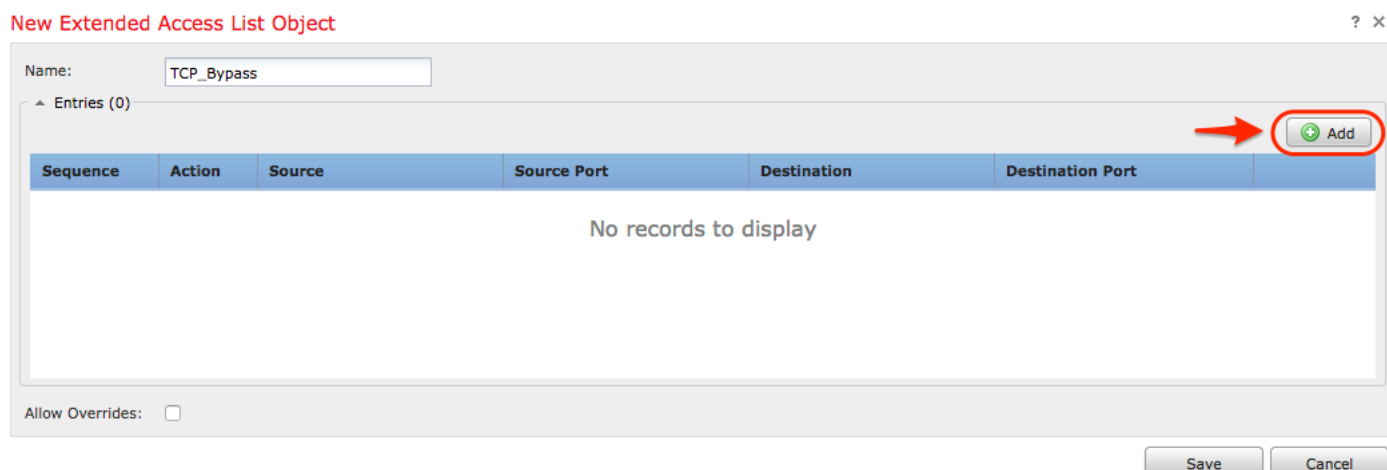 New Extended Access List Object ? ×
Name: TCP_Bypass
Entries (0)
Add
Sequence Action Source Source Port Destination Destination Port
No records to display
Allow Overrides:
Save Cancel